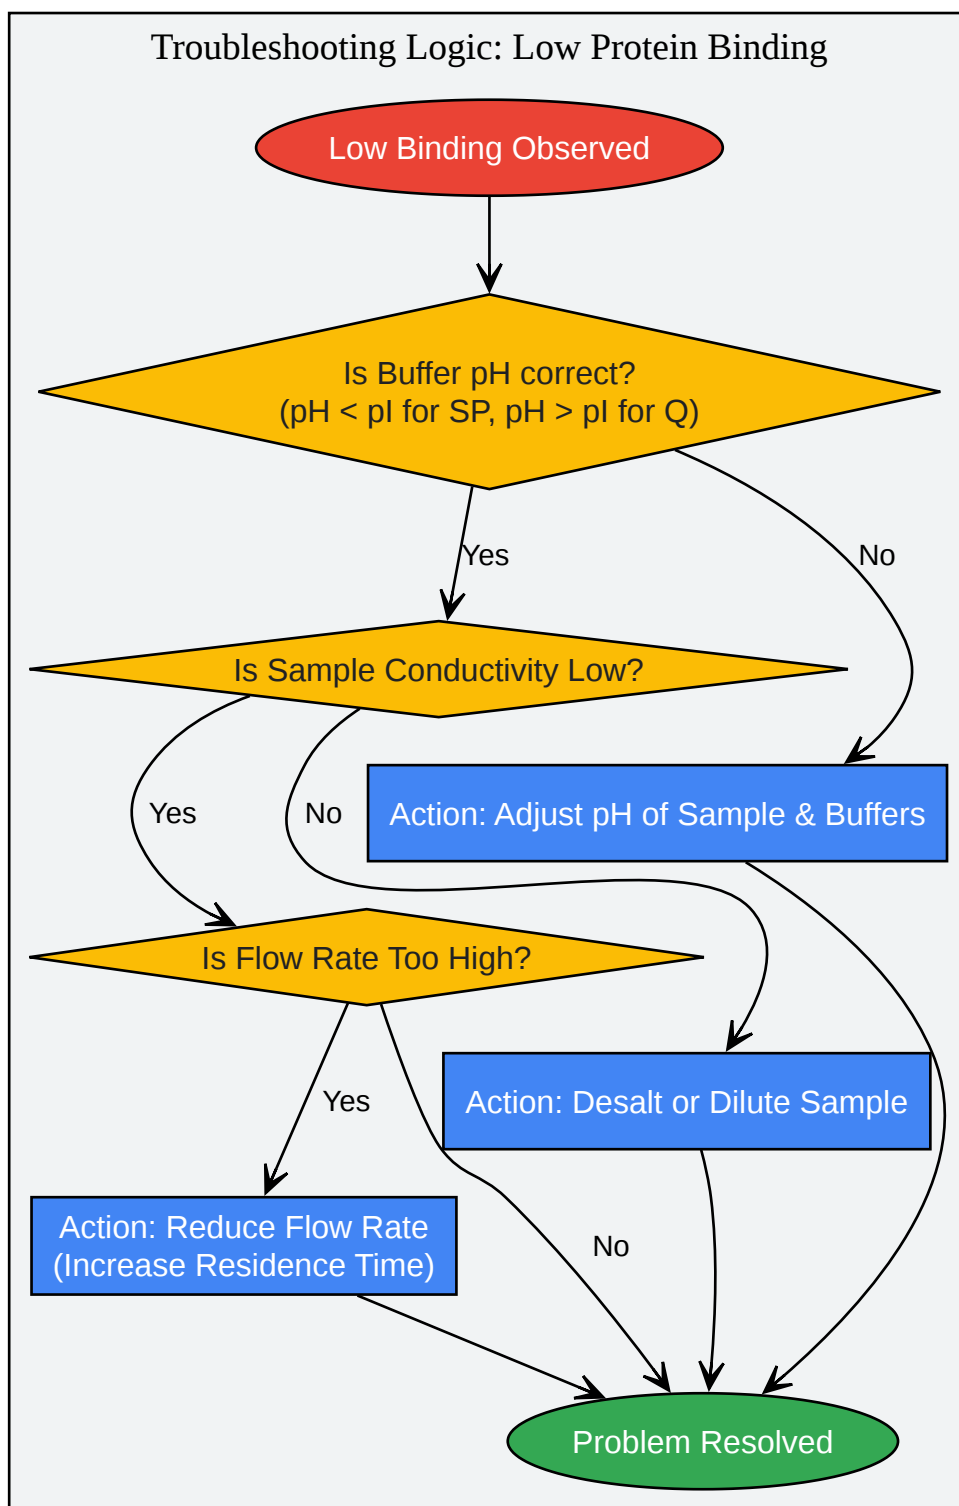 Troubleshooting Logic: Low Protein Binding
Low Binding Observed
Is Buffer pH correct?
(pH < pI for SP, pH > pI for Q)
Yes
No
Is Sample Conductivity Low?
Yes
No
Action: Adjust pH of Sample & Buffers
Is Flow Rate Too High?
Yes
Action: Desalt or Dilute Sample
Action: Reduce Flow Rate
(Increase Residence Time)
No
Problem Resolved